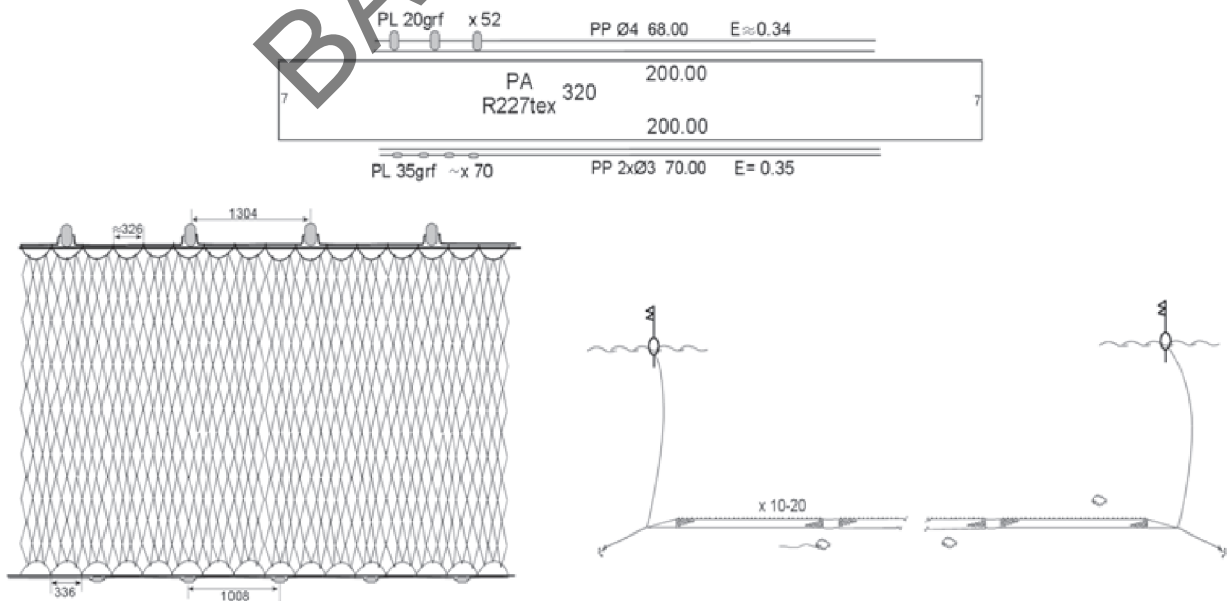 PL 20grf x 52
PP Ø4 68.00 E≈0.34
200.00
PA
R227tex
320
7
7
200.00
PL 35grf ~x 70
PP 2xØ3 70.00 E= 0.35
1304
≈326
336
1008
x 10-20
BA